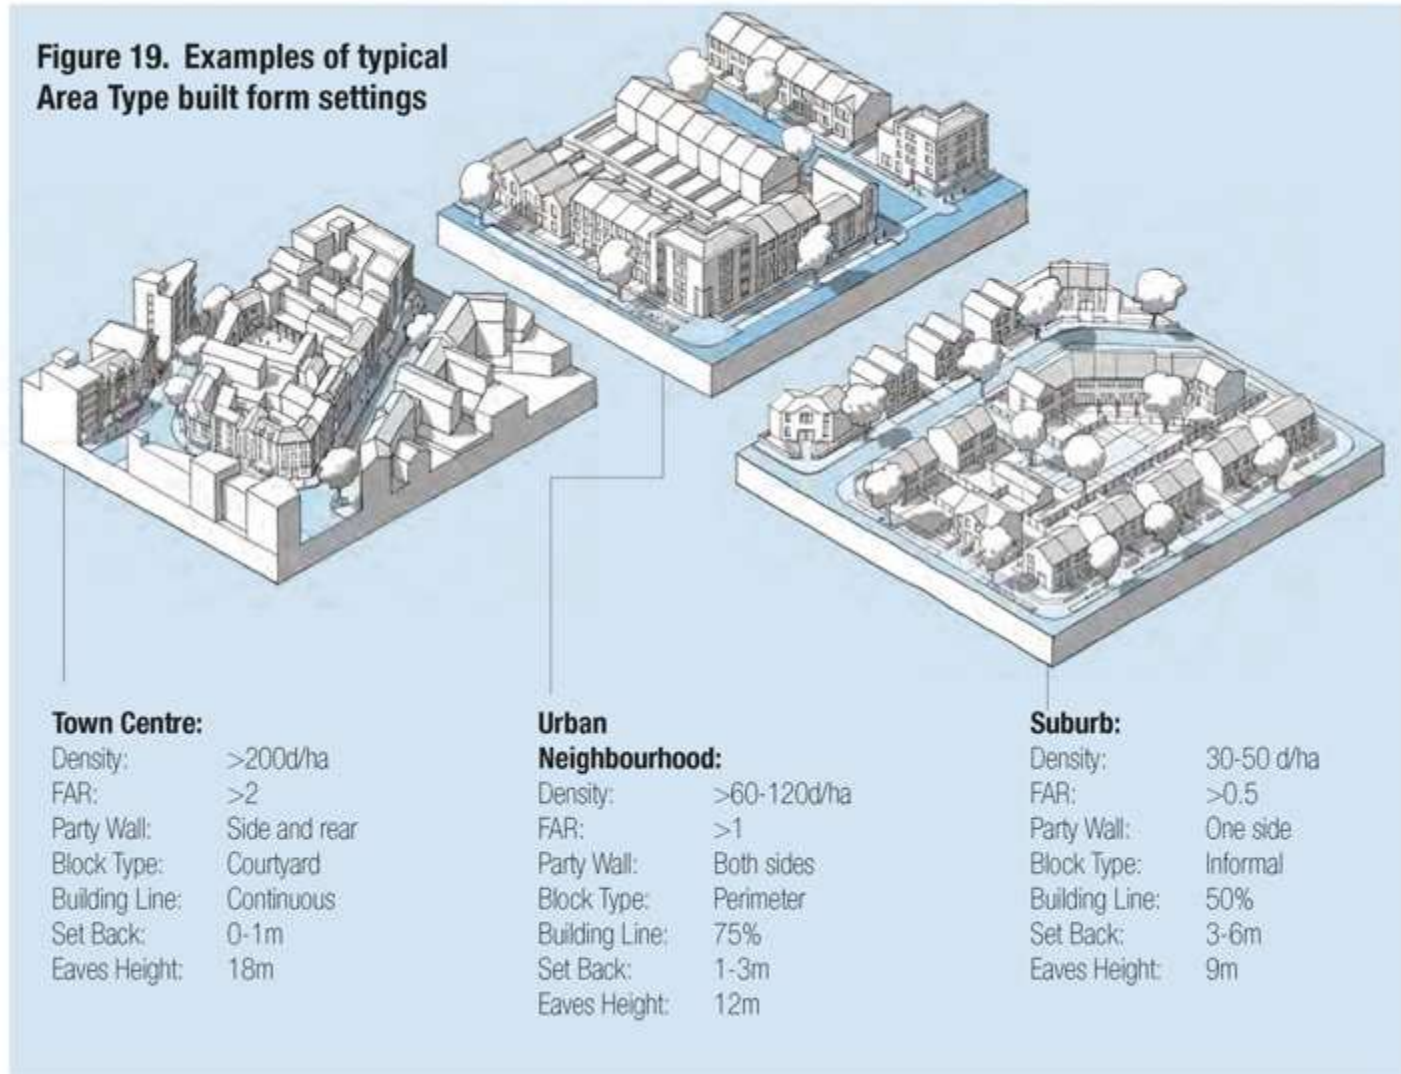 Figure 19. Examples of typical
Area Type built form settings
Town Centre:
Density: >200d/ha
FAR: >2
Party Wall: Side and rear
Block Type: Courtyard
Building Line: Continuous
Set Back: 0-1m
Eaves Height: 18m
Urban
Neighbourhood:
Density: >60-120d/ha
FAR: >1
Party Wall: Both sides
Block Type: Perimeter
Building Line: 75%
Set Back: 1-3m
Eaves Height: 12m
Suburb:
Density: 30-50 d/ha
FAR: >0.5
Party Wall: One side
Block Type: Informal
Building Line: 50%
Set Back: 3-6m
Eaves Height: 9m